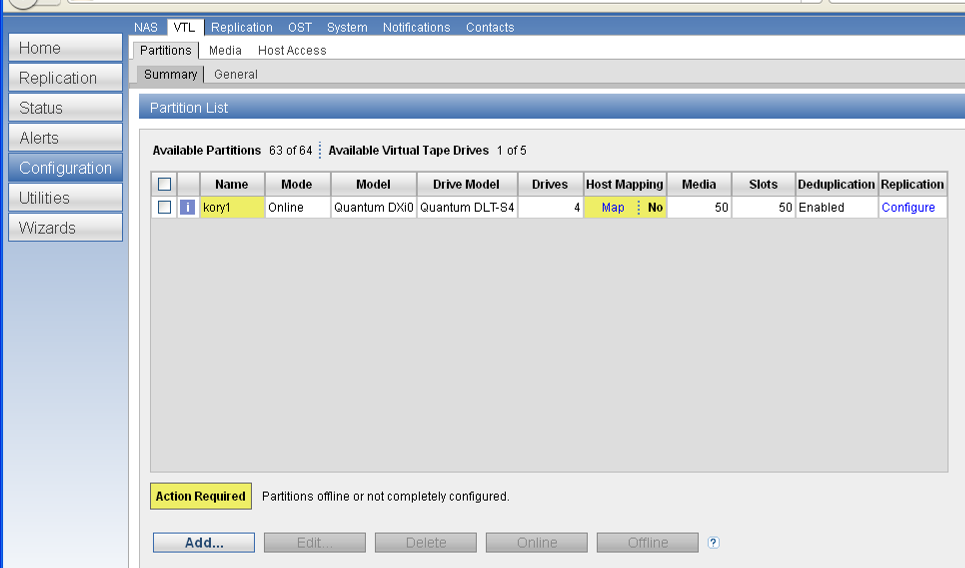 NAS VTL Replication OST System Notifications Contacts
Home
Partitions Media Host Access
Replication
Summary General
Status
Partition List
Alerts
Available Partitions 63 of 64 Available Virtual Tape Drives 1 of 5
Configuration
Name Mode Model Drive Model Drives Host Mapping Media Slots Deduplication Replication
Utilities
i kory1 Online Quantum DXi0 Quantum DLT-S4 4 Map No 50 50 Enabled Configure
Wizards
Action Required Partitions offline or not completely configured.
Add... Edit... Delete Online Offline ?